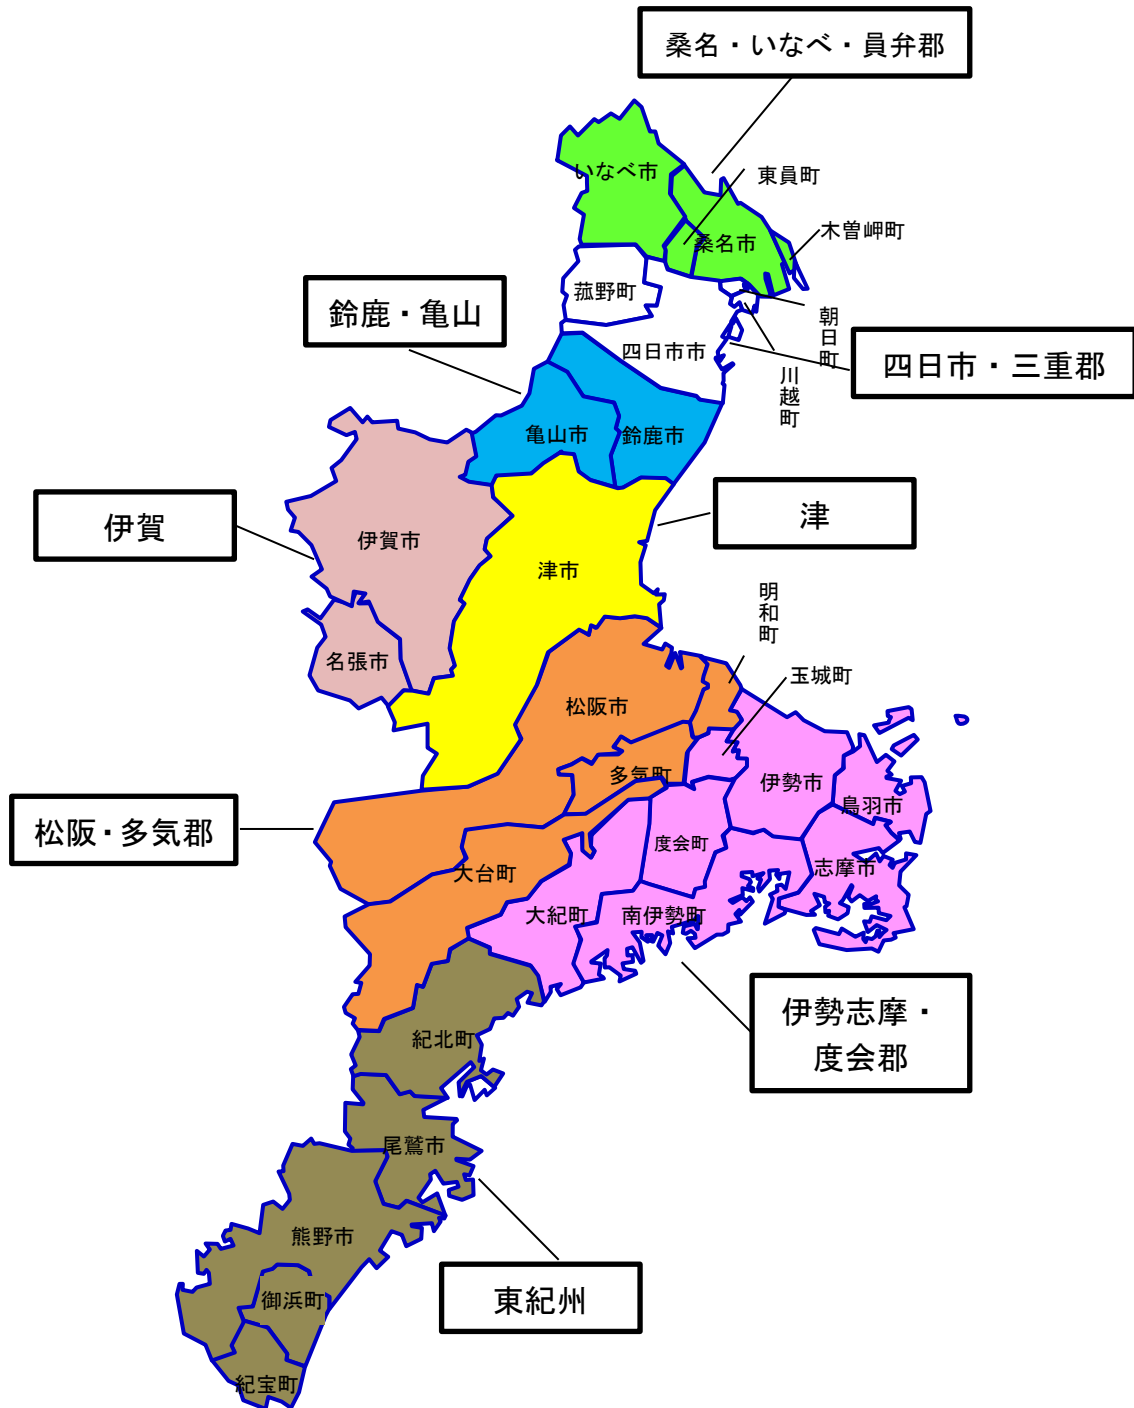 桑名・いなべ・員弁郡
いなべ市
東員町
桑名市
木曽岬町
菰野町
鈴鹿・亀山
朝日町
四日市市
四日市・三重郡
川越町
亀山市
鈴鹿市
伊賀
津
伊賀市
津市
明和町
名張市
玉城町
松阪市
多気町
伊勢市
鳥羽市
松阪・多気郡
度会町
大台町
志摩市
大紀町
南伊勢町
伊勢志摩・
度会郡
紀北町
尾鷲市
熊野市
東紀州
御浜町
紀宝町